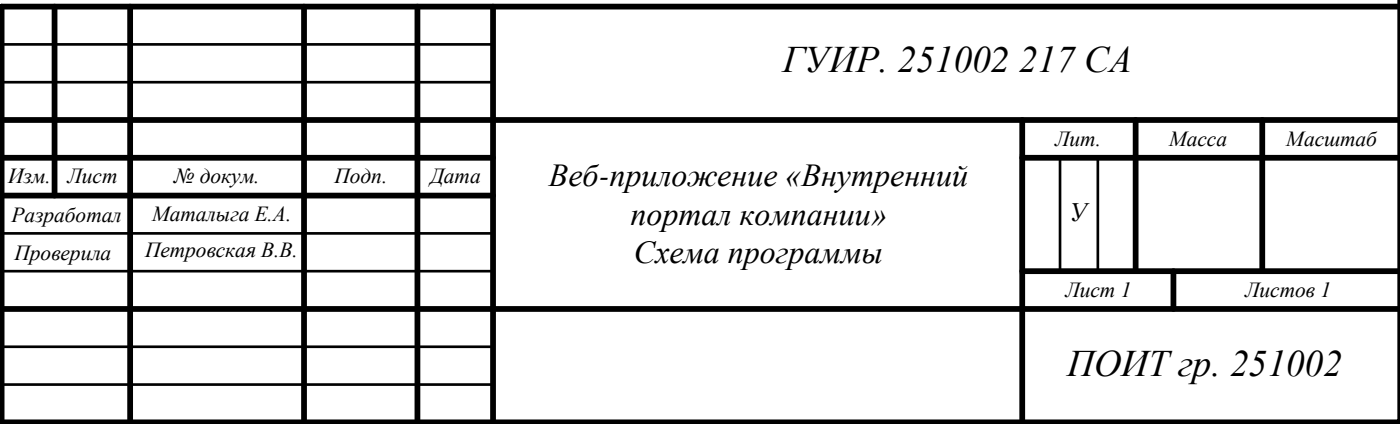 ГУИР. 251002 217 СА
Лит. Масса Масштаб
Изм. Лист № докум. Подп. Дата
Веб-приложение «Внутренний
портал компании»
Схема программы
У
Разработал Маталыга Е.А.
Проверила Петровская В.В.
Лист 1 Листов 1
ПОИТ гр. 251002